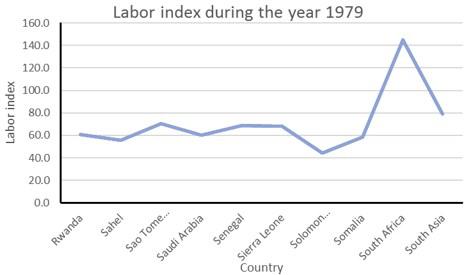 Labor index during the year 1979
160.0
140.0
120.0
100.0
80.0
60.0
40.0
20.0
0.0
Labor index
Rwanda
Sahel
Sao Tome...
Saudi Arabia
Senegal
Sierra Leone
Solomon...
Somalia
South Africa
South Asia
Country